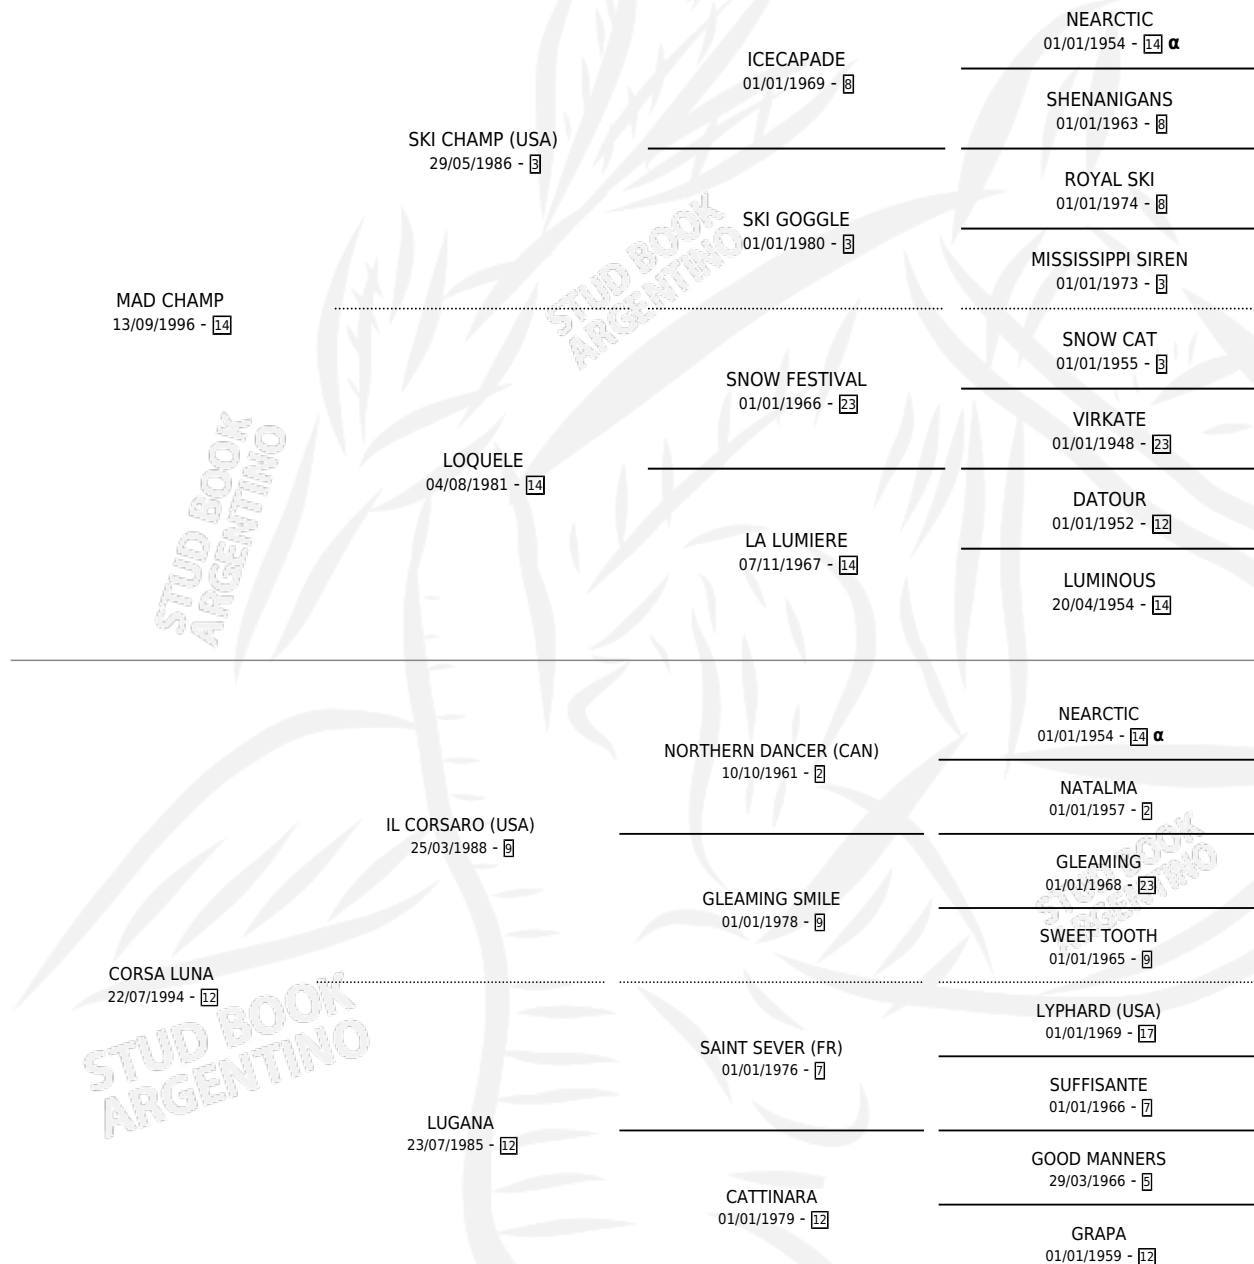 NEARCTIC
01/01/1954 - 14 α
ICECAPADE
01/01/1969 - 8
SHENANIGANS
01/01/1963 - 8
SKI CHAMP (USA)
29/05/1986 - 3
ROYAL SKI
01/01/1974 - 8
SKI GOGGLE
01/01/1980 - 3
MISSISSIPPI SIREN
01/01/1973 - 3
MAD CHAMP
13/09/1996 - 14
SNOW CAT
01/01/1955 - 3
SNOW FESTIVAL
01/01/1966 - 23
VIRKATE
01/01/1948 - 23
LOQUELE
04/08/1981 - 14
DATOUR
01/01/1952 - 12
LA LUMIERE
07/11/1967 - 14
LUMINOUS
20/04/1954 - 14
NEARCTIC
01/01/1954 - 14 α
NORTHERN DANCER (CAN)
10/10/1961 - 2
NATALMA
01/01/1957 - 2
IL CORSARO (USA)
25/03/1988 - 9
GLEAMING
01/01/1968 - 23
GLEAMING SMILE
01/01/1978 - 9
SWEET TOOTH
01/01/1965 - 9
CORSA LUNA
22/07/1994 - 12
LYPHARD (USA)
01/01/1969 - 17
SAINT SEVER (FR)
01/01/1976 - 7
SUFFISANTE
01/01/1966 - 7
LUGANA
23/07/1985 - 12
GOOD MANNERS
29/03/1966 - 5
CATTINARA
01/01/1979 - 12
GRAPA
01/01/1959 - 12
STUD BOOK
ARGENTINO
STUD BOOK
ARGENTINO
STUD BOOK
ARGENTINO
STUD BOOK
ARGENTINO